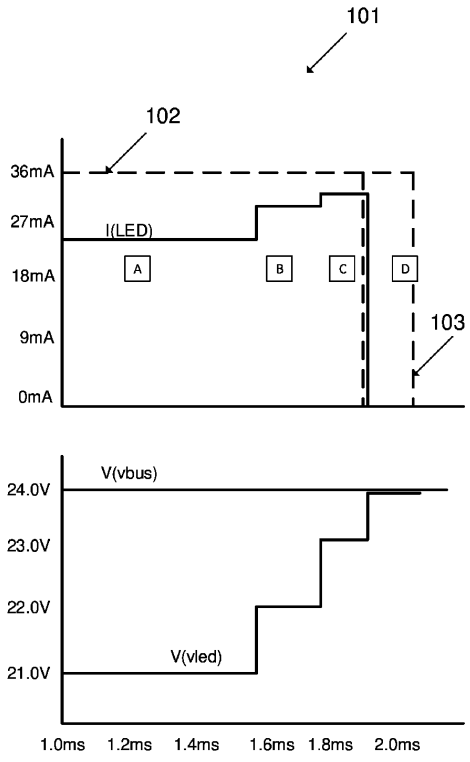 101
102
36mA
27mA
I(LED)
18mA
A
B
C
D
9mA
103
0mA
V(vbus)
24.0V
23.0V
22.0V
V(vled)
21.0V
1.0ms 1.2ms 1.4ms 1.6ms 1.8ms 2.0ms